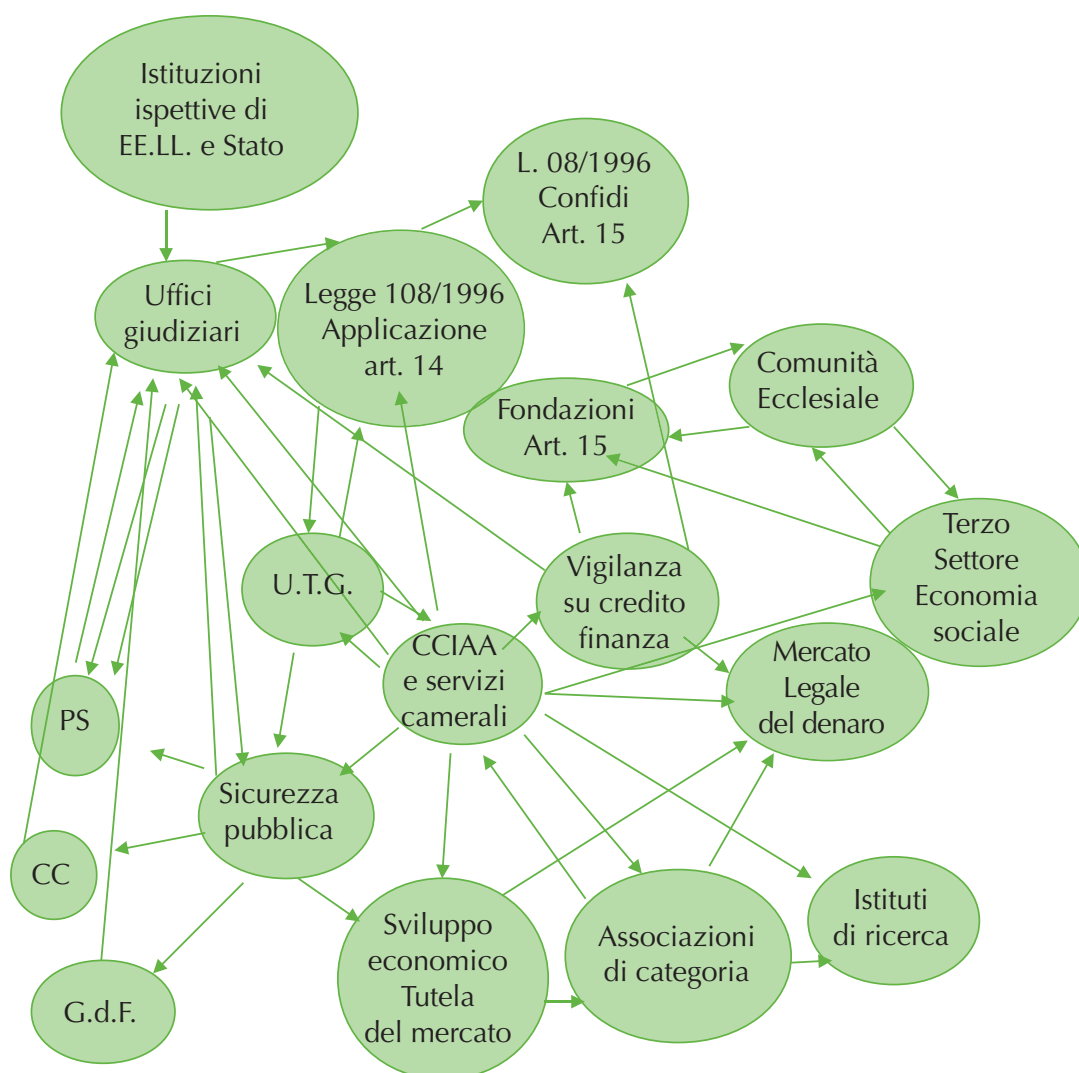 Istituzioni
ispettive di
EE.LL. e Stato
L. 08/1996
Confidi
Art. 15
Uffici
giudiziari
Legge 108/1996
Applicazione
art. 14
Comunità
Ecclesiale
Fondazioni
Art. 15
Terzo
Settore
Economia
sociale
U.T.G.
Vigilanza
su credito
finanza
CCIAA
e servizi
camerali
Mercato
Legale
del denaro
PS
Sicurezza
pubblica
CC
Sviluppo
economico
Tutela
del mercato
Associazioni
di categoria
Istituti
di ricerca
G.d.F.